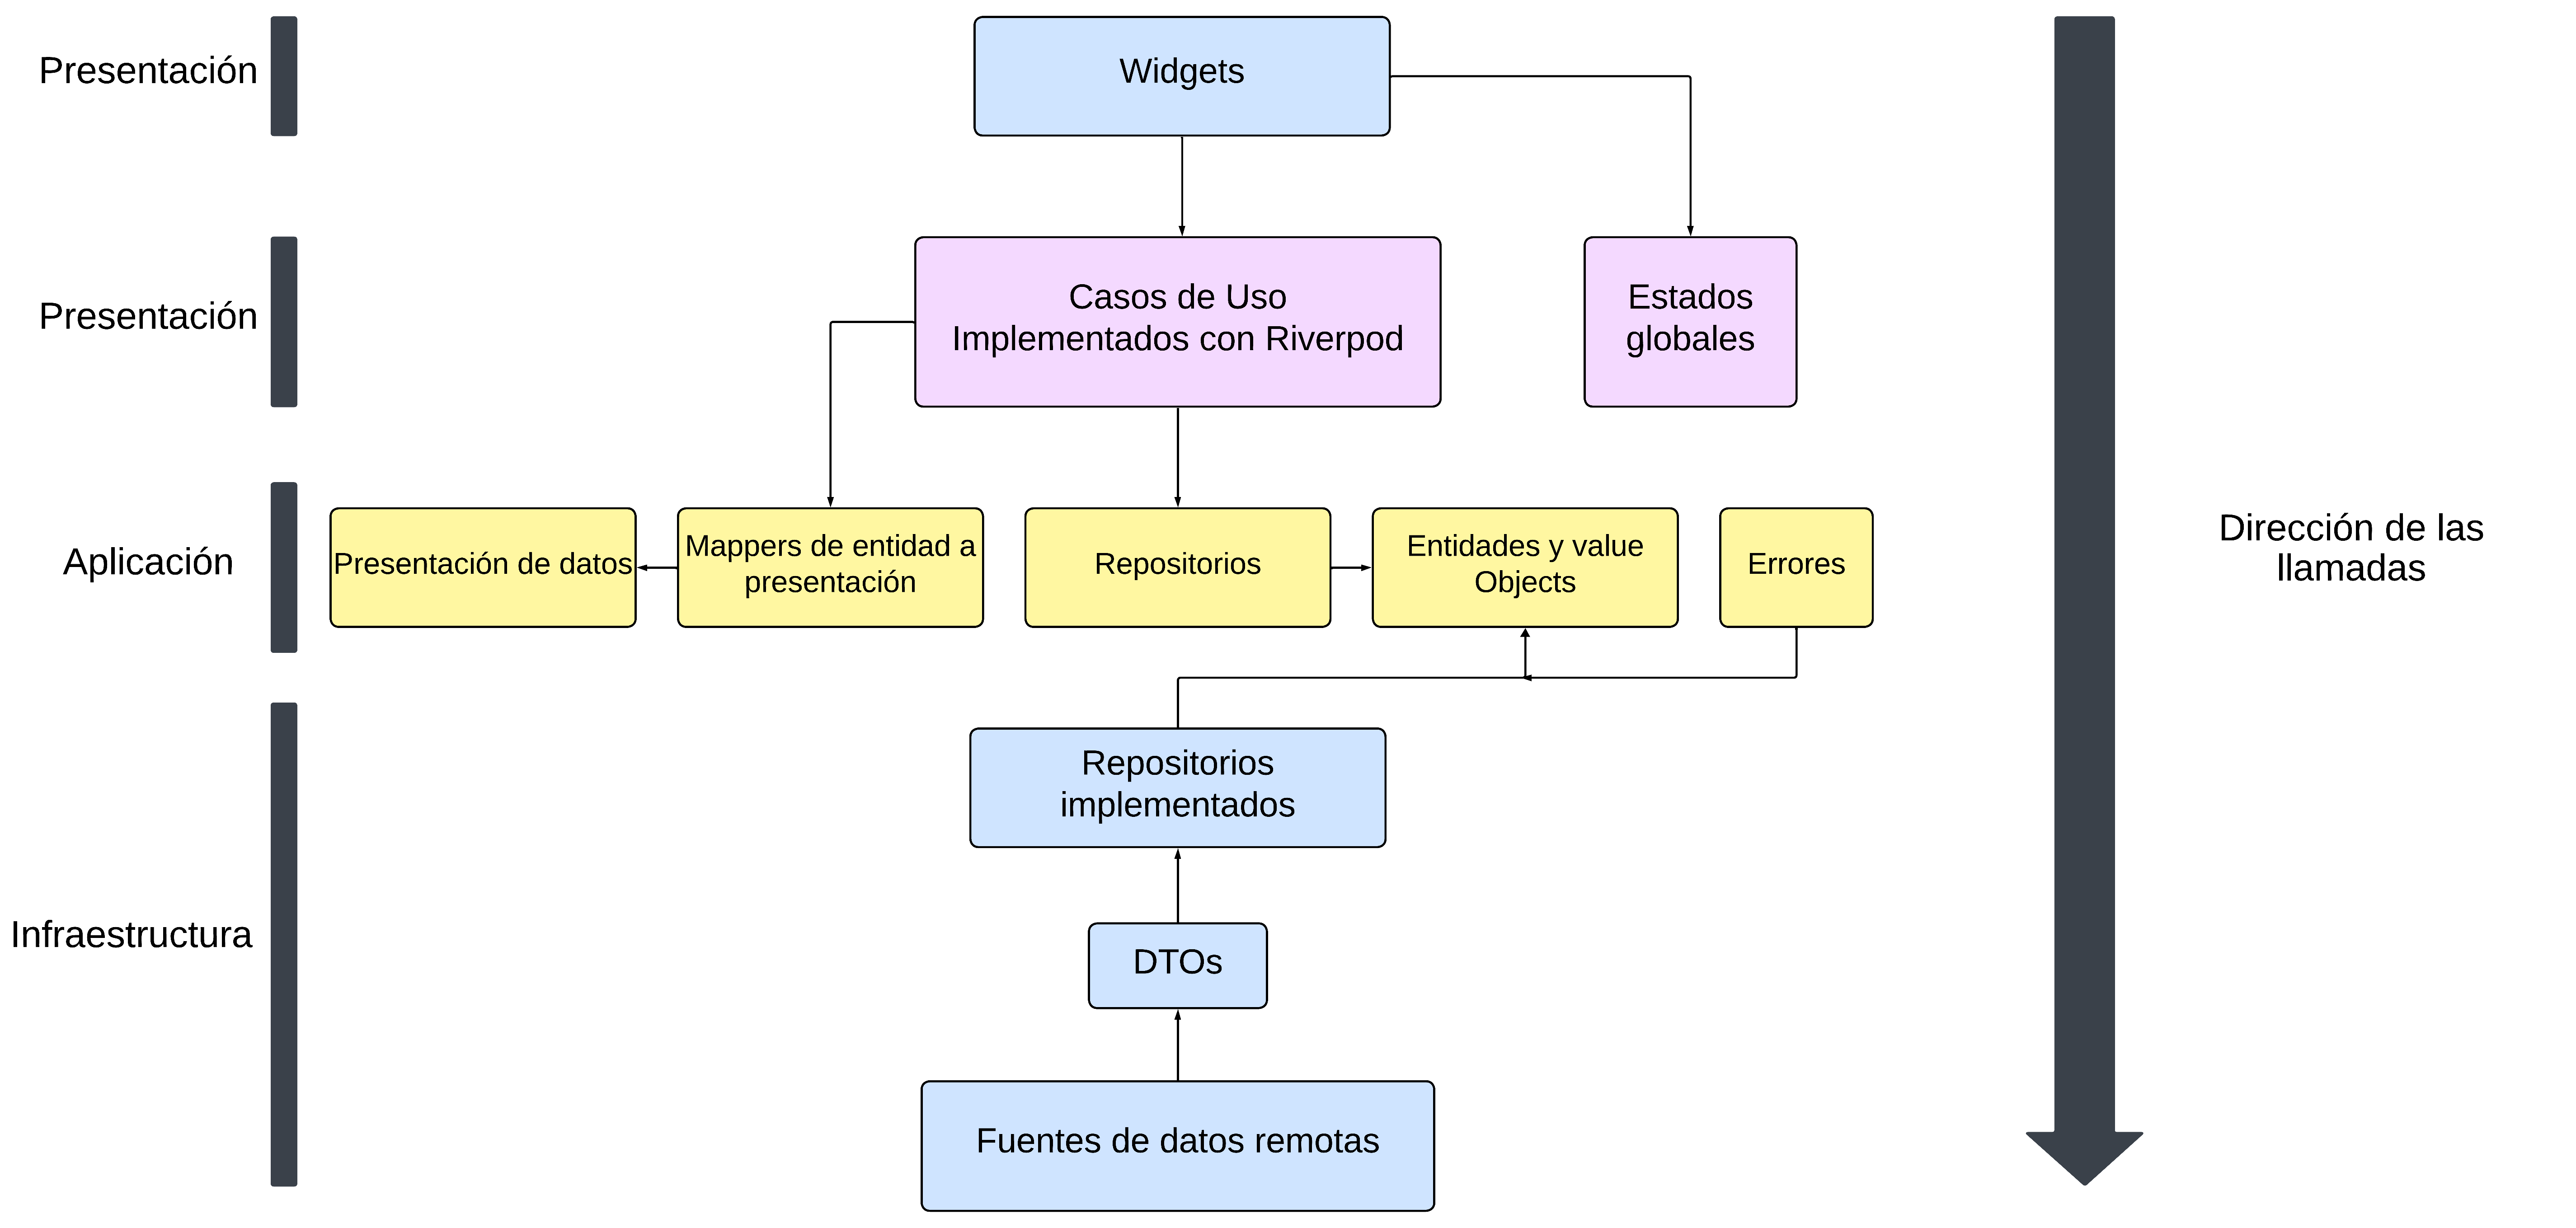 Presentación
Widgets
Presentación
Casos de Uso
Implementados con Riverpod
Estados
globales
Aplicación
Presentación de datos
Mappers de entidad a
presentación
Repositorios
Entidades y value
Objects
Errores
Dirección de las
llamadas
Repositorios
implementados
Infraestructura
DTOs
Fuentes de datos remotas